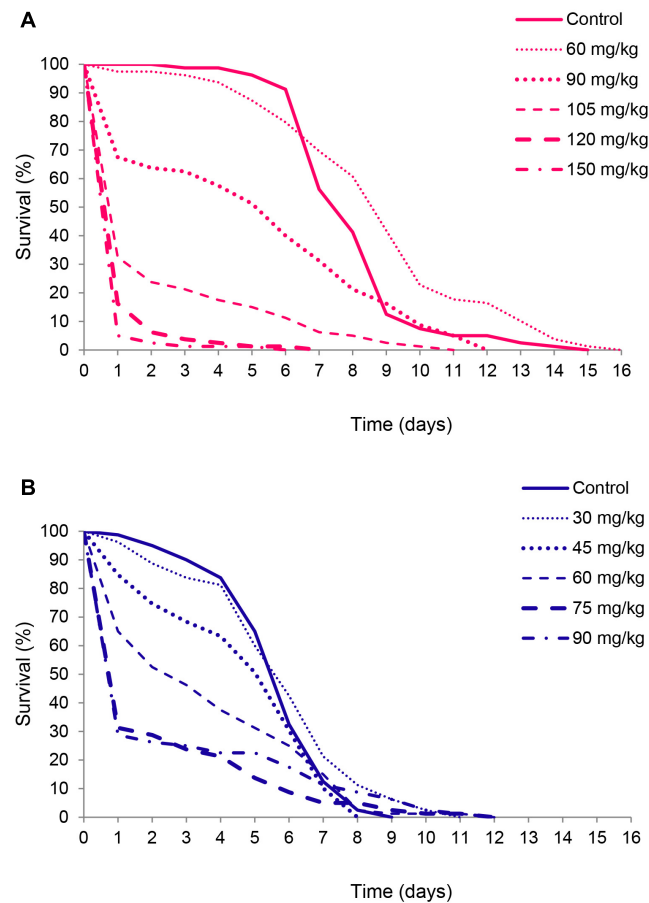 A
Control
60 mg/kg
90 mg/kg
105 mg/kg
120 mg/kg
150 mg/kg
100
90
80
70
60
50
40
30
20
10
0
Survival (%)
0 1 2 3 4 5 6 7 8 9 10 11 12 13 14 15 16
Time (days)
B
Control
30 mg/kg
45 mg/kg
60 mg/kg
75 mg/kg
90 mg/kg
100
90
80
70
60
50
40
30
20
10
0
Survival (%)
0 1 2 3 4 5 6 7 8 9 10 11 12 13 14 15 16
Time (days)